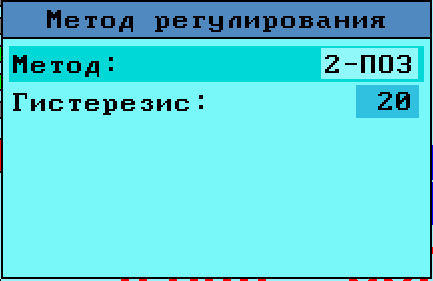 Метод регулирования
Метод: 2-ПОЗ
Гистерезис: 20